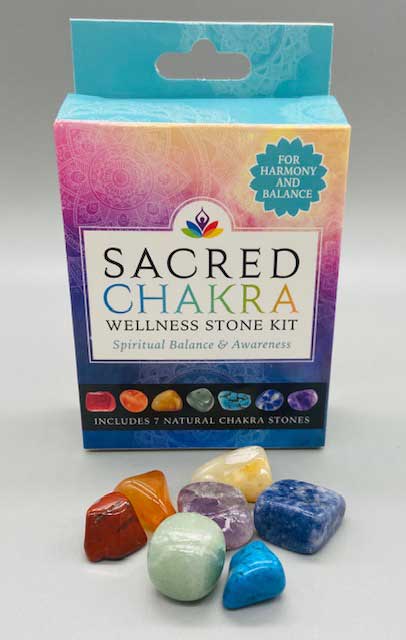 FOR
HARMONY
AND
BALANCE
SACRED
CHAKRA
WELLNESS STONE KIT
Spiritual Balance & Awareness
INCLUDES 7 NATURAL CHAKRA STONES